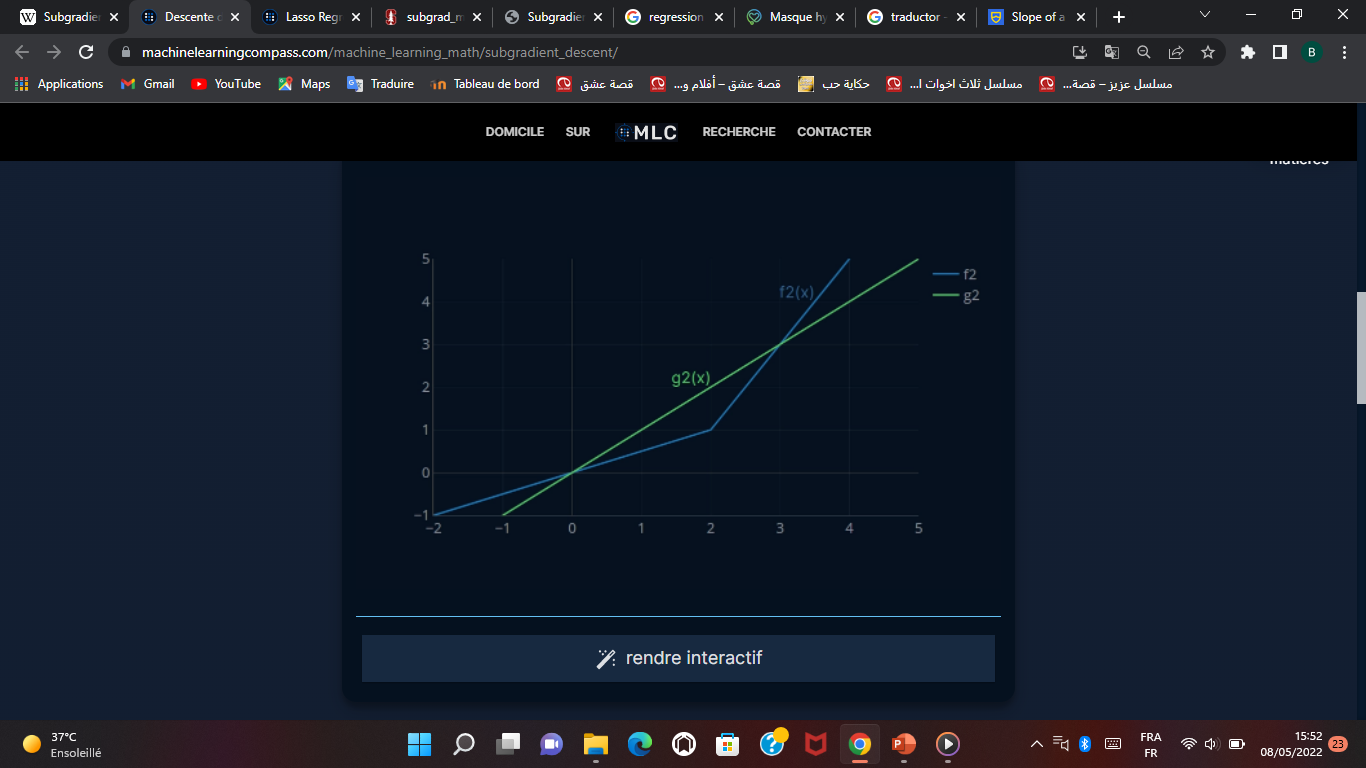 Subgradie
Descente d
Lasso Regr
subgrad_m
Subgradier
regression
Masque hy
traductor -
Slope of a
machinelearningcompass.com/machine_learning_math/subgradient_descent/
B
Applications
Gmail
YouTube
Maps
Traduire
Tableau de bord
قصة عشق
قصة عشق – أفلام و...
حكاية حب
مسلسل ثلاث اخوات ا...
مسلسل عزيز – قصة...
DOMICILE SUR MLC RECHERCHE CONTACTER
matières
5
4
3
2
1
0
−1
−2 −1 0 1 2 3 4 5
f2(x)
g2(x)
f2
g2
rendre interactif
37°C
Ensoleillé
FRA
FR
15:52
08/05/2022
23